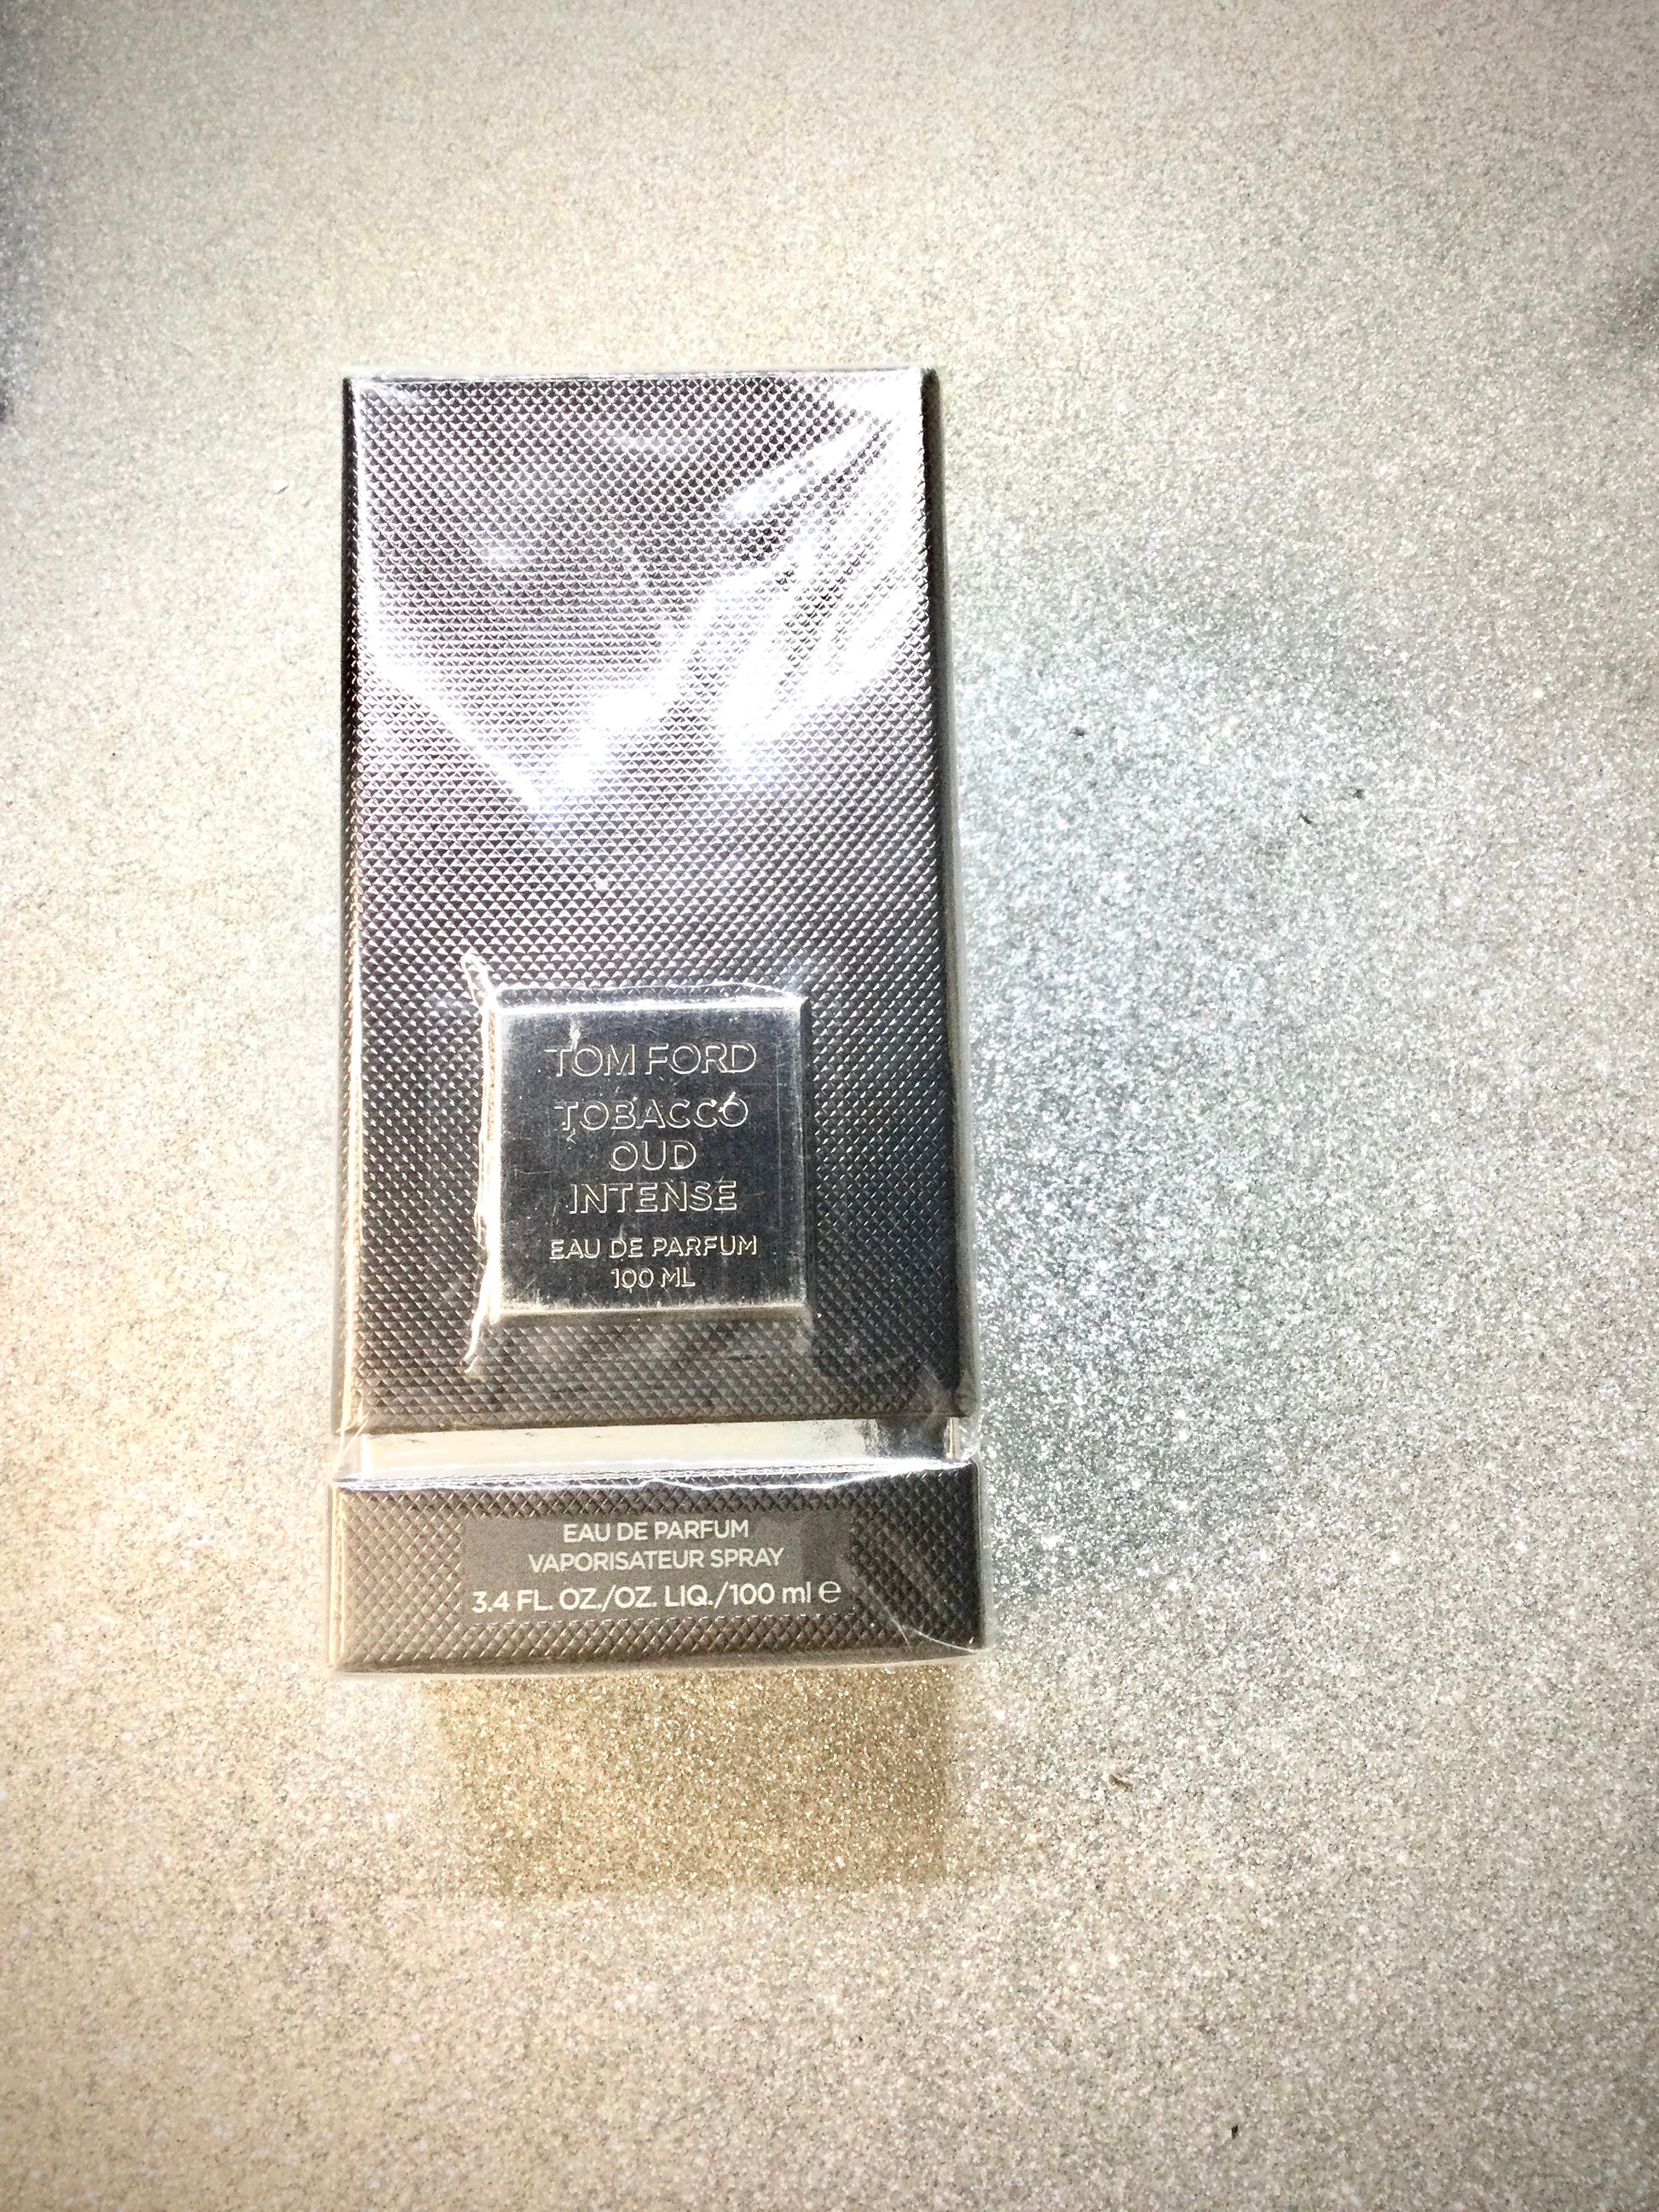 TOM FORD
TOBACCO
OUD
INTENSE
EAU DE PARFUM
100 ML
EAU DE PARFUM
VAPORISATEUR SPRAY
3.4 FL. OZ./OZ. LIQ./100 ml ℮